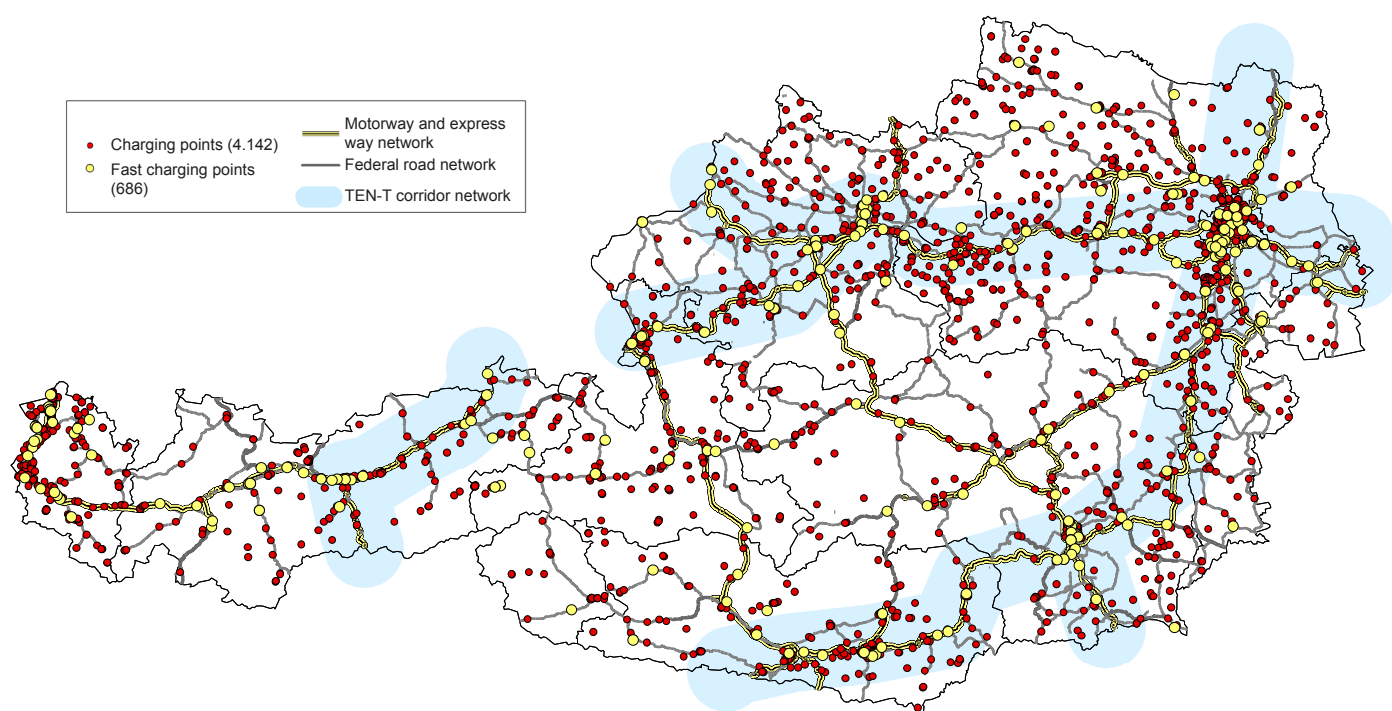 Charging points (4.142)
Fast charging points
(686)
Motorway and express
way network
Federal road network
TEN-T corridor network